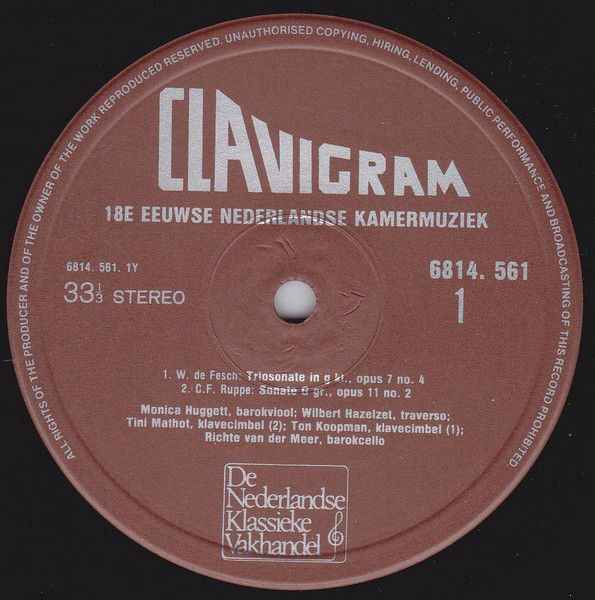 ALL RIGHTS OF THE PRODUCER AND OF THE OWNER OF THE WORK REPRODUCED RESERVED. UNAUTHORISED COPYING, HIRING, LENDING, PUBLIC PERFORMANCE AND BROADCASTING OF THIS RECORD PROHIBITED
CLAVIGRAM
18E EEUWSE NEDERLANDSE KAMERMUZIEK
6814. 561. 1Y
6814. 561
33⅓ STEREO
1
1. W. de Fesch: Triosonate in g kl., opus 7 no. 4
2. C.F. Ruppe: Sonate G gr., opus 11 no. 2
Monica Huggett, barokviool; Wilbert Hazelzet, traverso;
Tini Mathot, klavecimbel (2); Ton Koopman, klavecimbel (1);
Richte van der Meer, barokcello
De
Nederlandse
Klassieke
Vakhandel